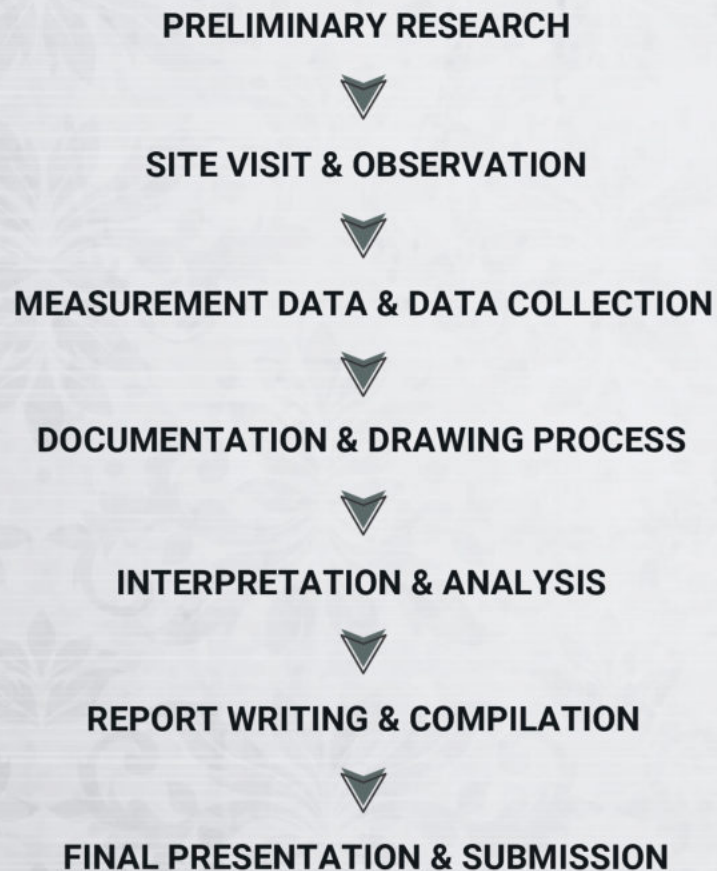 PRELIMINARY RESEARCH
SITE VISIT & OBSERVATION
MEASUREMENT DATA & DATA COLLECTION
DOCUMENTATION & DRAWING PROCESS
INTERPRETATION & ANALYSIS
REPORT WRITING & COMPILATION
FINAL PRESENTATION & SUBMISSION